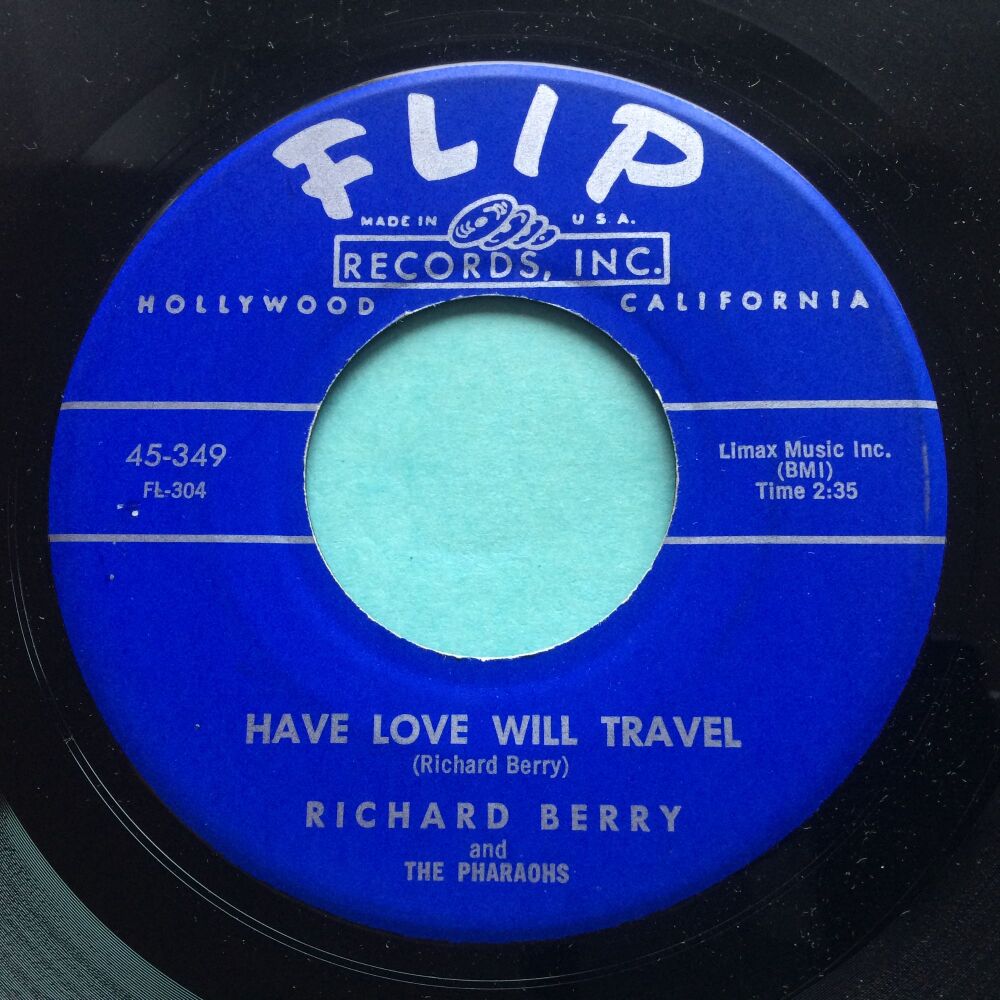 FLIP
MADE IN U.S.A.
RECORDS, INC.
HOLLYWOOD CALIFORNIA
45-349
FL-304
Limax Music Inc.
(BMI)
Time 2:35
HAVE LOVE WILL TRAVEL
(Richard Berry)
RICHARD BERRY
and
THE PHARAOHS